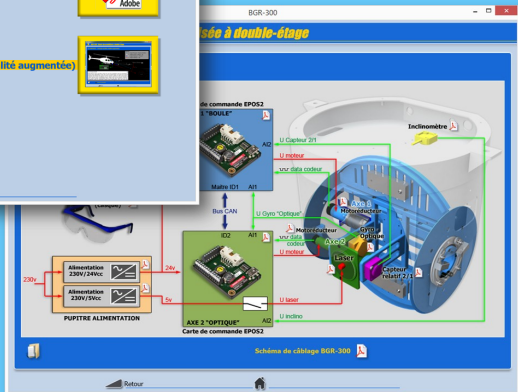 Adobe
BGR-300
sée à double-étage
lité augmentée)
de commande EPOS2
1 "BOULE"
Inclinomètre
AI2
U Capteur 2/1
U moteur
data codeur
Maître ID1
AI1
Axe 1
Motoréducteur
Bus CAN
U Gyro "Optique"
Gyro
Optique
ID2
AI1
data
codeur
Motoréducteur
Axe 2
U moteur
Laser
Capteur
relatif 2/1
230v
Alimentation
230V/24Vcc
24v
Alimentation
230V/5Vcc
5v
U laser
PUPITRE ALIMENTATION
AXE 2 "OPTIQUE"
AI2
U inclino
Carte de commande EPOS2
Schéma de câblage BGR-300
Retour